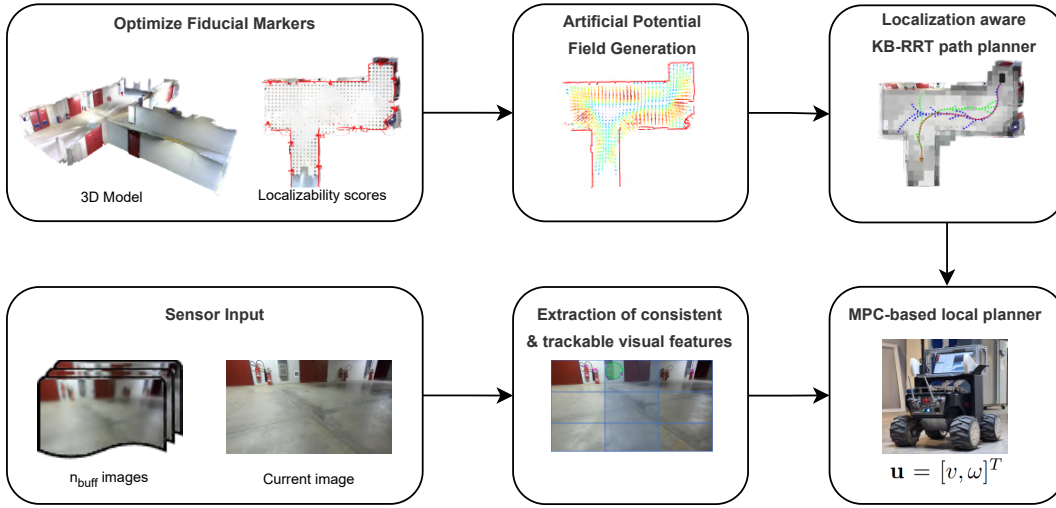 Optimize Fiducial Markers
3D Model
Localizability scores
Artificial Potential
Field Generation
Localization aware
KB-RRT path planner
Sensor Input
n_buff images
Current image
Extraction of consistent
& trackable visual features
MPC-based local planner
u = [v, ω]^T